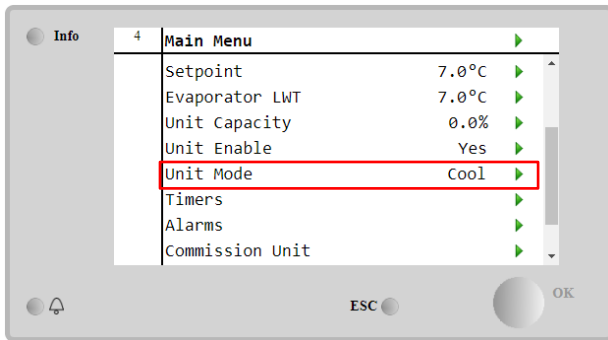 Info
4 Main Menu
Setpoint 7.0°C
Evaporator LWT 7.0°C
Unit Capacity 0.0%
Unit Enable Yes
Unit Mode Cool
Timers
Alarms
Commission Unit
ESC
OK